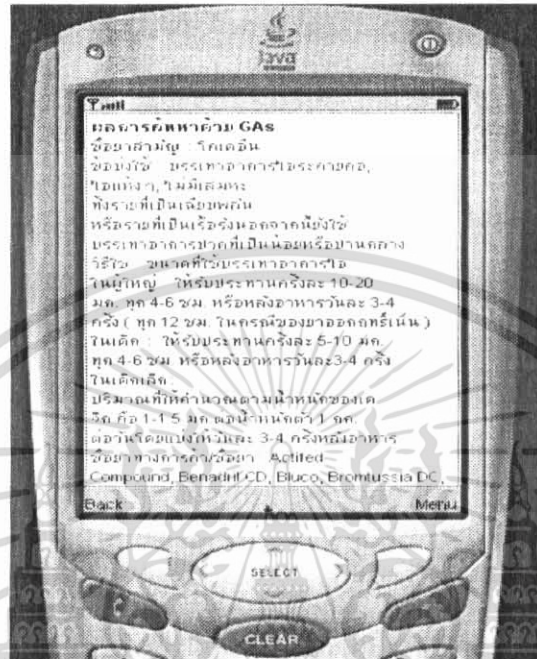 Java
ผลการค้นหาด้วย GAs
ชื่อยาสามัญ : โคเดอีน
ข้อบ่งใช้ : บรรเทาอาการไอระคายคอ,
ไอแห้งๆ, ไม่มีเสมหะ
ทั้งรายที่เป็นเฉียบพลัน
หรือรายที่เป็นเรื้อรังนอกจากนี้ยังใช้
บรรเทาอาการปวดที่เป็นน้อยหรือปานกลาง
วิธีใช้ : ขนาดที่ใช้บรรเทาอาการไอ
ในผู้ใหญ่ : ให้รับประทานครั้งละ 10-20
มก. ทุก 4-6 ชม. หรือหลังอาหารวันละ 3-4
ครั้ง ( ทุก 12 ชม. ในกรณีของยาออกฤทธิ์เนิ่น )
ในเด็ก : ให้รับประทานครั้งละ 5-10 มก.
ทุก 4-6 ชม. หรือหลังอาหารวันละ3-4 ครั้ง
ในเด็กเล็ก :
ปริมาณที่ให้คำนวณตามน้ำหนักของเด
็ก คือ 1-1.5 มก.ต่อน้ำหนักตัว 1 กก.
ต่อวันโดยแบ่งให้วันละ 3-4 ครั้งหลังอาหาร
ชื่อยาทางการค้า/ชื่อยา : Actifed
Compound, Benadril CD, Bluco, Bromtussia DC,
Back
Menu
SELECT
CLEAR